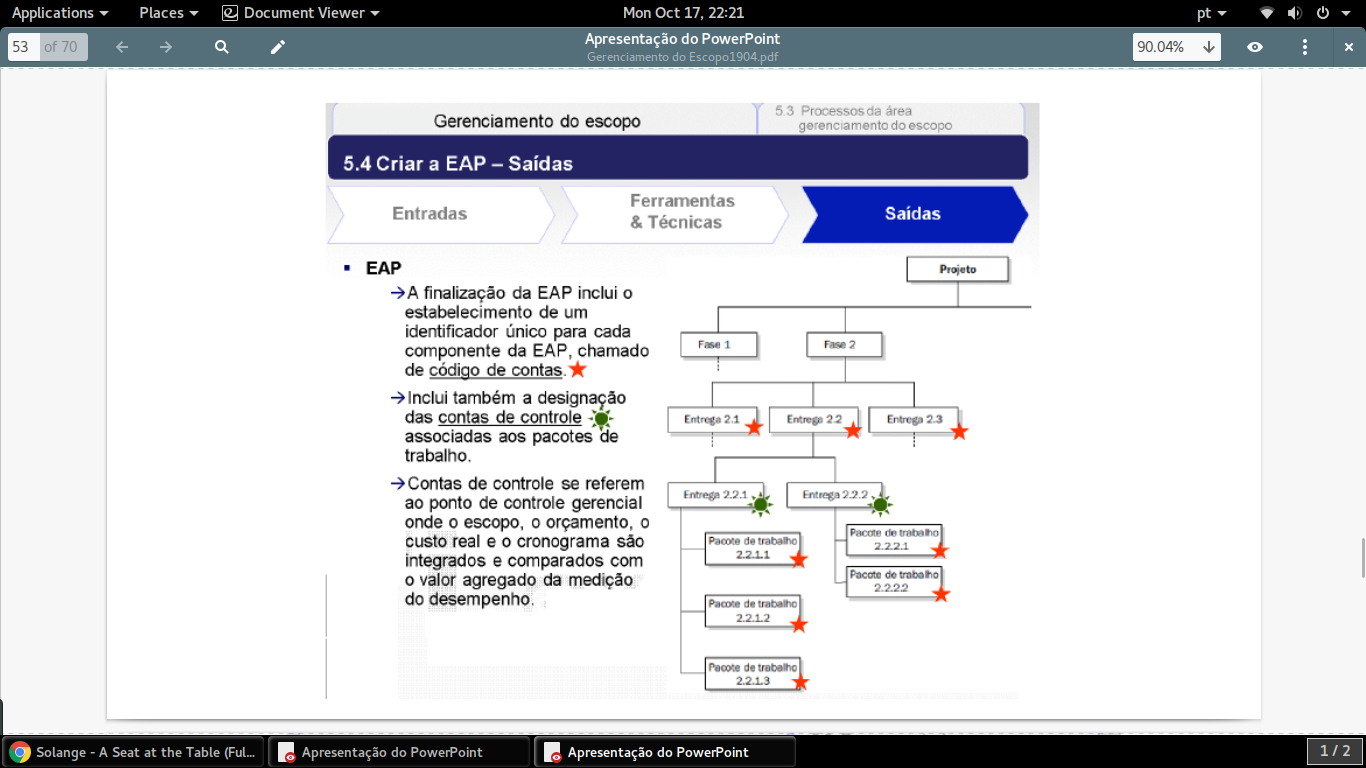 Applications
Places
Document Viewer
Mon Oct 17, 22:21
pt
53
of 70
Apresentação do PowerPoint
Gerenciamento do Escopo1904.pdf
90.04%
Gerenciamento do escopo
5.3 Processos da área
gerenciamento do escopo
5.4 Criar a EAP – Saídas
Entradas
Ferramentas
& Técnicas
Saídas
▪ EAP
→A finalização da EAP inclui o
estabelecimento de um
identificador único para cada
componente da EAP, chamado
de código de contas.
→Inclui também a designação
das contas de controle
associadas aos pacotes de
trabalho.
→Contas de controle se referem
ao ponto de controle gerencial
onde o escopo, o orçamento, o
custo real e o cronograma são
integrados e comparados com
o valor agregado da medição
do desempenho.
Projeto
Fase 1
Fase 2
Entrega 2.1
Entrega 2.2
Entrega 2.3
Entrega 2.2.1
Entrega 2.2.2
Pacote de trabalho
2.2.1.1
Pacote de trabalho
2.2.1.2
Pacote de trabalho
2.2.1.3
Pacote de trabalho
2.2.2.1
Pacote de trabalho
2.2.2.2
Solange - A Seat at the Table (Ful...
Apresentação do PowerPoint
Apresentação do PowerPoint
1 / 2